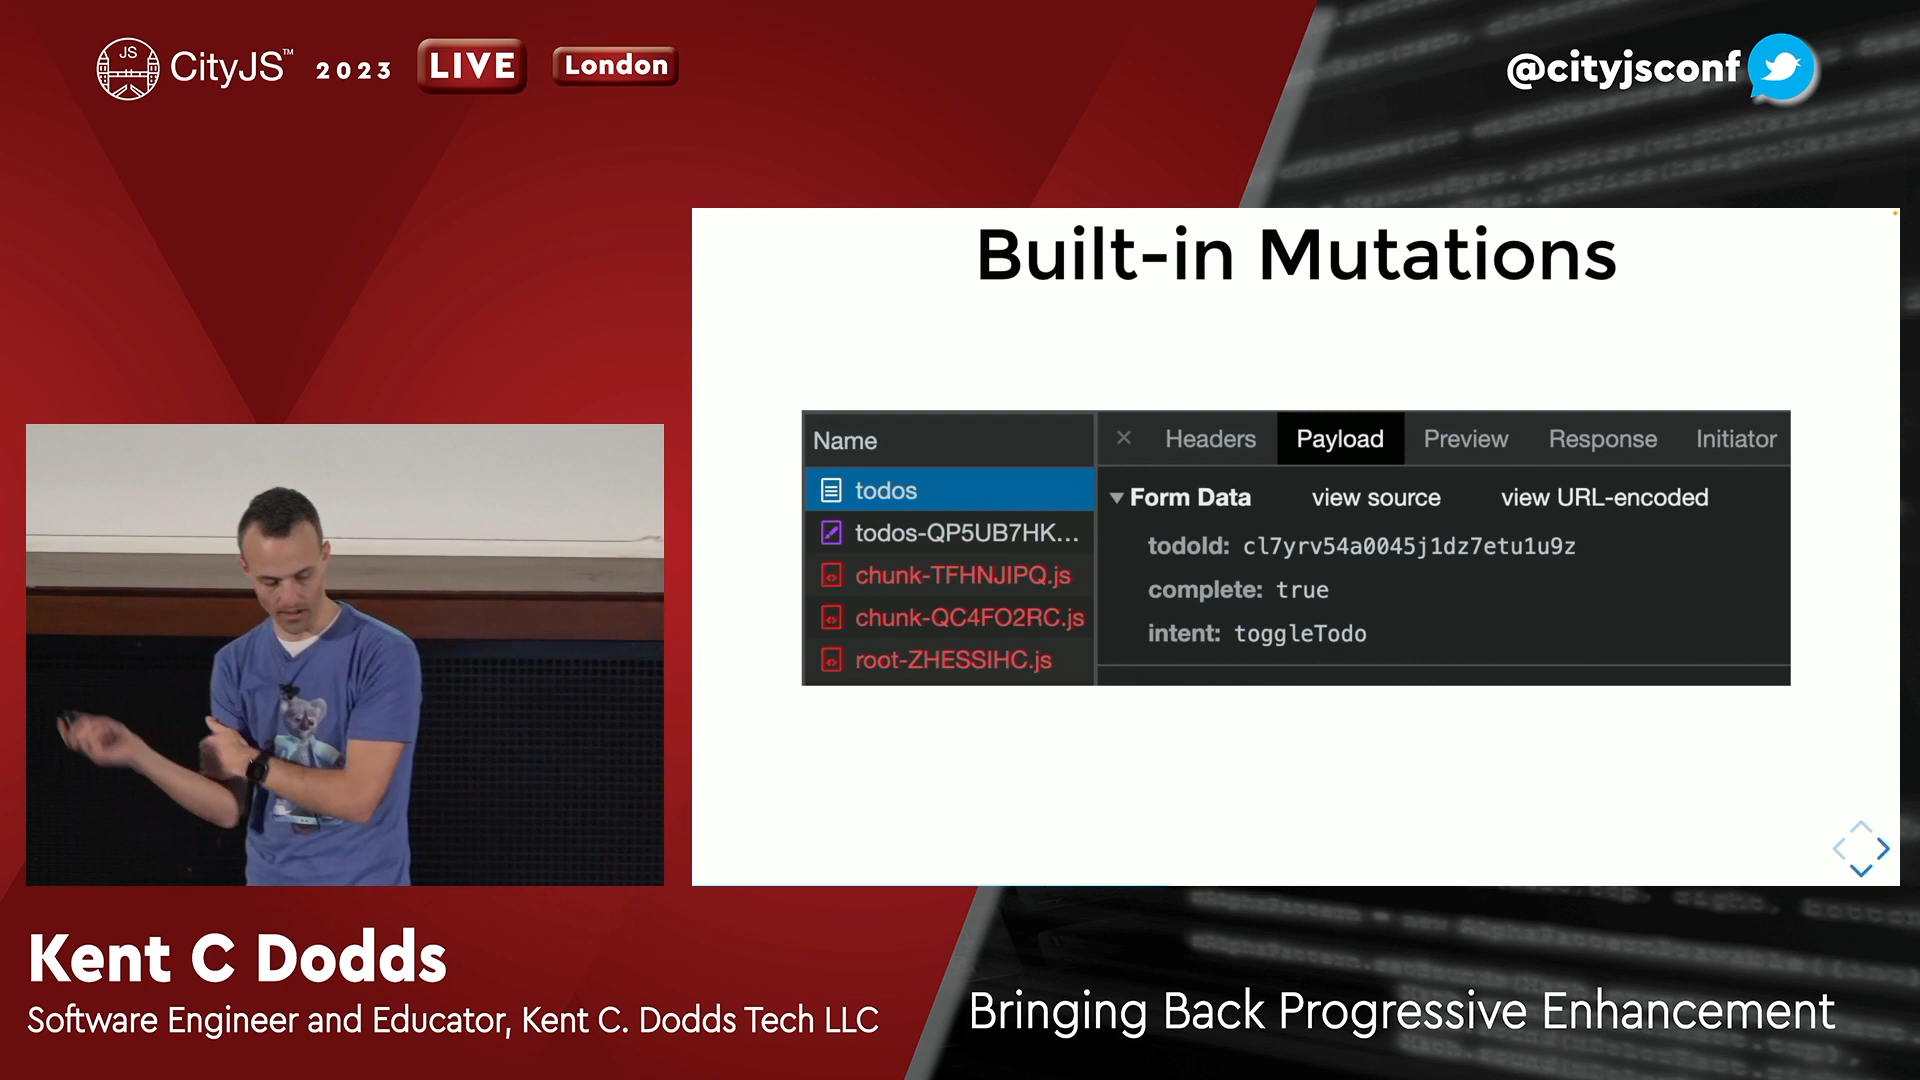 JS
CityJS™ 2023 LIVE London
@cityjsconf
Built-in Mutations
Name
Headers Payload Preview Response Initiator
todos
Form Data view source view URL-encoded
todos-QP5UB7HK...
todoId: cl7yrv54a0045j1dz7etu1u9z
chunk-TFHNJIPQ.js
complete: true
chunk-QC4FO2RC.js
intent: toggleTodo
root-ZHESSIHC.js
Kent C Dodds
Software Engineer and Educator, Kent C. Dodds Tech LLC
Bringing Back Progressive Enhancement